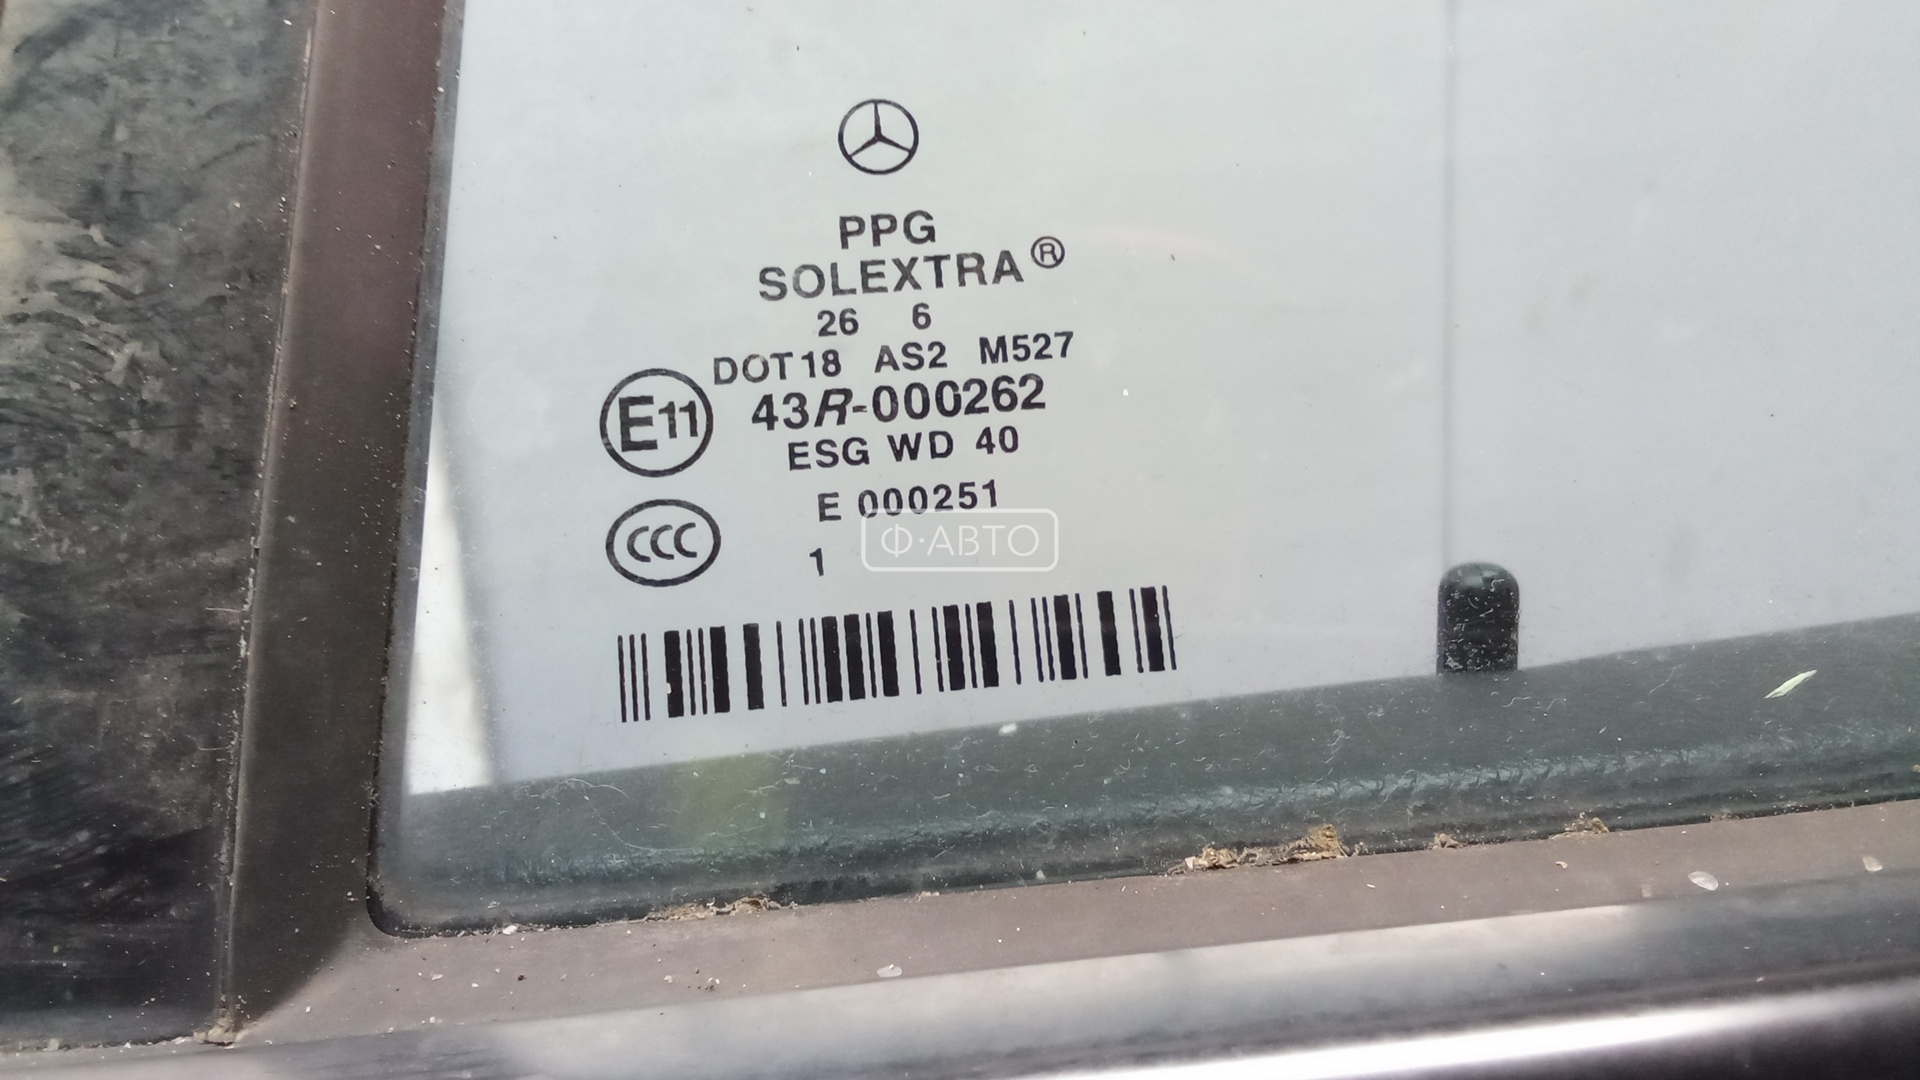 PPG
SOLEXTRA®
26 6
DOT18 AS2 M527
E11 43R-000262
ESG WD 40
E 000251
CCC
1
Ф·АВТО